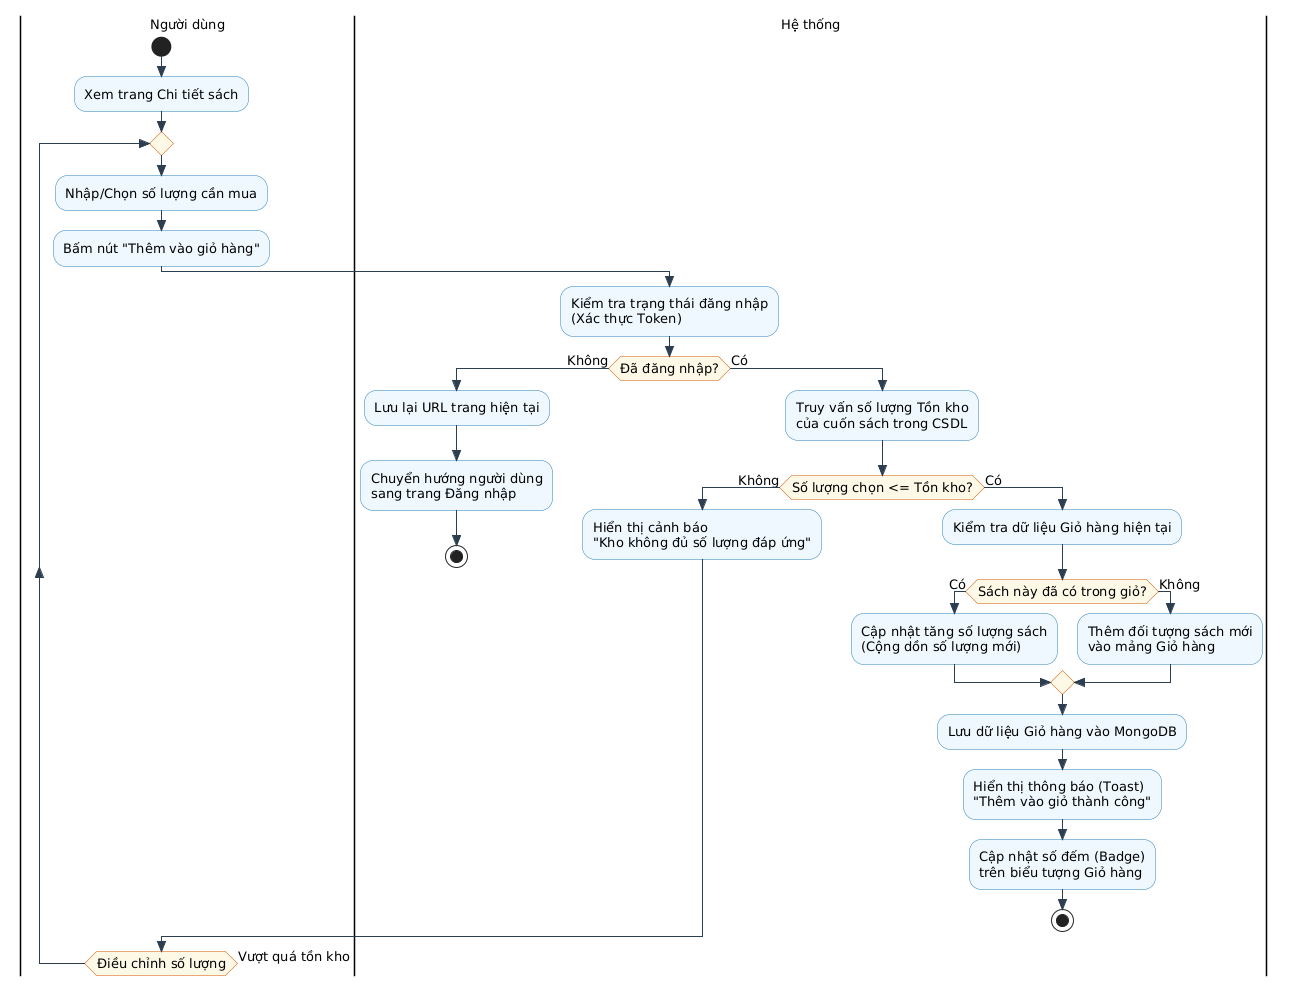 Người dùng
Hệ thống
Xem trang Chi tiết sách
Nhập/Chọn số lượng cần mua
Bấm nút "Thêm vào giỏ hàng"
Kiểm tra trạng thái đăng nhập
(Xác thực Token)
Không
Đã đăng nhập?
Có
Lưu lại URL trang hiện tại
Truy vấn số lượng Tồn kho
của cuốn sách trong CSDL
Chuyển hướng người dùng
sang trang Đăng nhập
Không
Số lượng chọn <= Tồn kho?
Có
Hiển thị cảnh báo
"Kho không đủ số lượng đáp ứng"
Kiểm tra dữ liệu Giỏ hàng hiện tại
Có
Sách này đã có trong giỏ?
Không
Cập nhật tăng số lượng sách
(Cộng dồn số lượng mới)
Thêm đối tượng sách mới
vào mảng Giỏ hàng
Lưu dữ liệu Giỏ hàng vào MongoDB
Hiển thị thông báo (Toast)
"Thêm vào giỏ thành công"
Cập nhật số đếm (Badge)
trên biểu tượng Giỏ hàng
Điều chỉnh số lượng
Vượt quá tồn kho